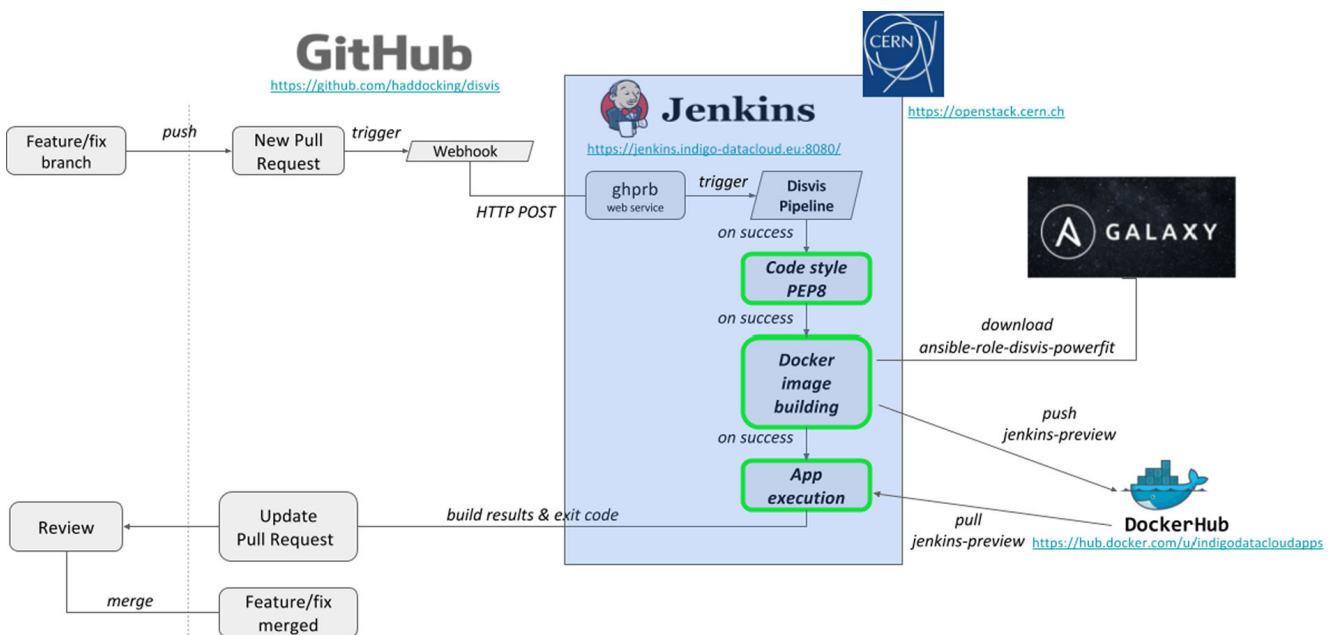 GitHub
https://github.com/haddocking/disvis
CERN
https://openstack.cern.ch
Jenkins
https://jenkins.indigo-datacloud.eu:8080/
Feature/fix
branch
push
New Pull
Request
trigger
Webhook
HTTP POST
ghprb
web service
trigger
Disvis
Pipeline
on success
Code style
PEP8
on success
Docker
image
building
on success
App
execution
GALAXY
download
ansible-role-disvis-powerfit
push
jenkins-preview
DockerHub
https://hub.docker.com/u/indigodatacloudapps
pull
jenkins-preview
build results & exit code
Update
Pull Request
Review
merge
Feature/fix
merged